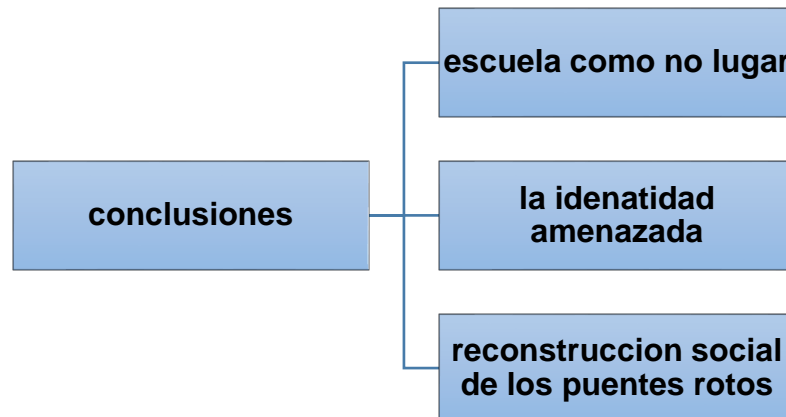 escuela como no lugar
conclusiones
la idenatidad
amenazada
reconstruccion social
de los puentes rotos